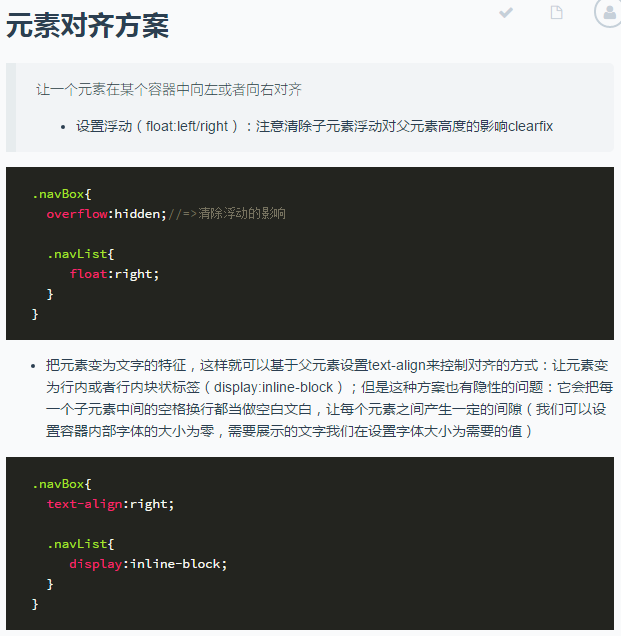 元素对齐方案
让一个元素在某个容器中向左或者向右对齐
• 设置浮动（float:left/right）：注意清除子元素浮动对父元素高度的影响clearfix
.navBox{
overflow:hidden;//=>清除浮动的影响
.navList{
float:right;
}
}
• 把元素变为文字的特征，这样就可以基于父元素设置text-align来控制对齐的方式：让元素变
为行内或者行内块状标签（display:inline-block）；但是这种方案也有隐性的问题：它会把每
一个子元素中间的空格换行都当做空白文白，让每个元素之间产生一定的间隙（我们可以设
置容器内部字体的大小为零，需要展示的文字我们在设置字体大小为需要的值）
.navBox{
text-align:right;
.navList{
display:inline-block;
}
}